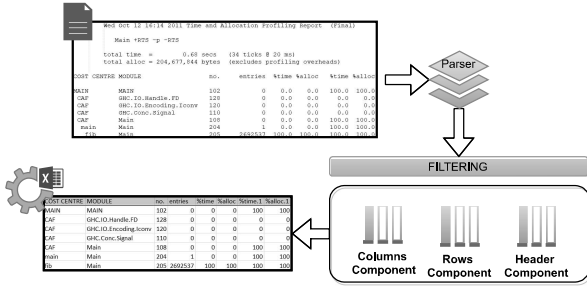 Wed Oct 12 16:14 2011 Time and Allocation Profiling Report (Final)
Main +RTS -p -RTS
total time = 0.68 secs (34 ticks @ 20 ms)
total alloc = 204,677,844 bytes (excludes profiling overheads)
COST CENTRE MODULE no. entries %time %alloc %time %alloc
MAIN MAIN 102 0 0.0 0.0 100.0 100.0
CAF GHC.IO.Handle.FD 128 0 0.0 0.0 0.0 0.0
CAF GHC.IO.Encoding.Iconv 120 0 0.0 0.0 0.0 0.0
CAF GHC.Conc.Signal 110 0 0.0 0.0 0.0 0.0
CAF Main 108 0 0.0 0.0 100.0 100.0
main Main 204 1 0.0 0.0 100.0 100.0
fib Main 205 2692537 100.0 100.0 100.0 100.0
Parser
FILTERING
Columns Component
Rows Component
Header Component
X
COST CENTRE MODULE no. entries %time %alloc %time.1 %alloc.1
MAIN MAIN 102 0 0 0 100 100
CAF GHC.IO.Handle.FD 128 0 0 0 0 0
CAF GHC.IO.Encoding.Iconv 120 0 0 0 0 0
CAF GHC.Conc.Signal 110 0 0 0 0 0
CAF Main 108 0 0 0 100 100
main Main 204 1 0 0 100 100
fib Main 205 2692537 100 100 100 100